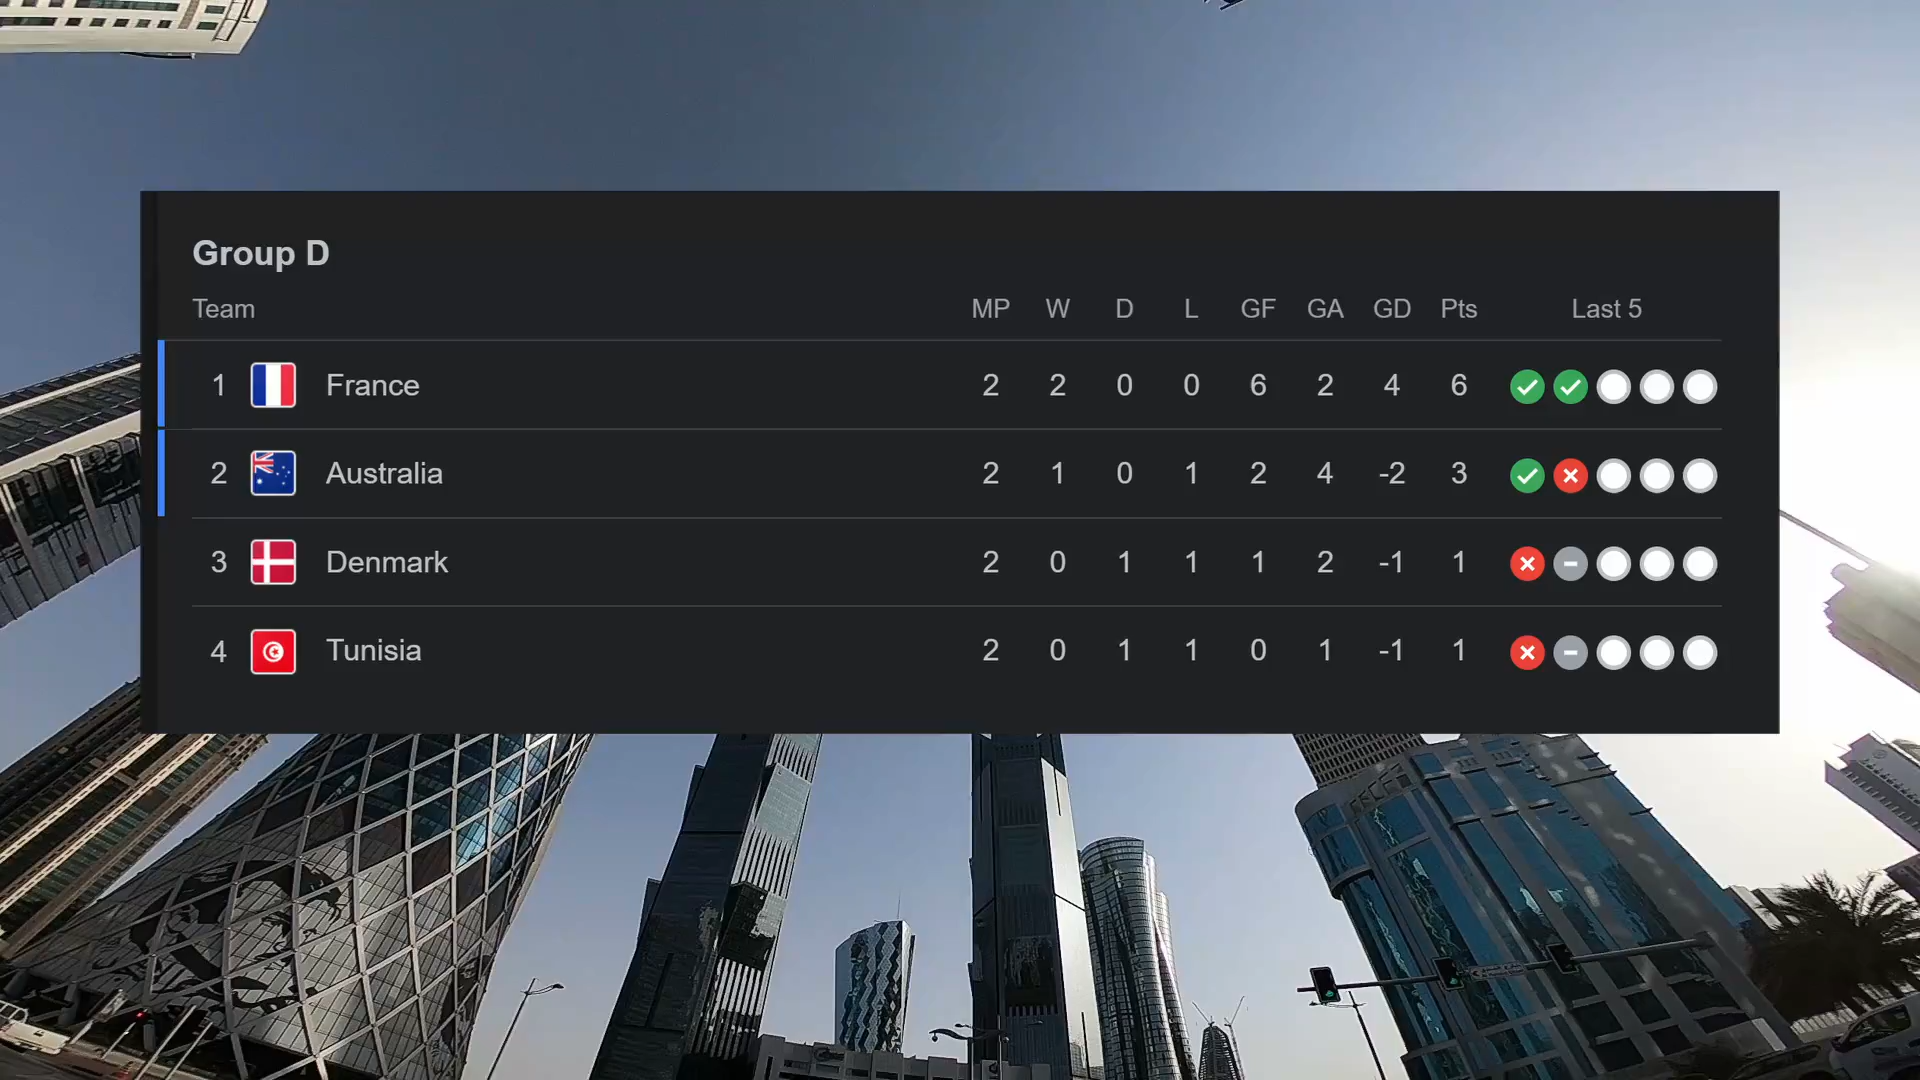 Group D
Team MP W D L GF GA GD Pts Last 5
1 France 2 2 0 0 6 2 4 6
2 Australia 2 1 0 1 2 4 -2 3
3 Denmark 2 0 1 1 1 2 -1 1
4 Tunisia 2 0 1 1 0 1 -1 1